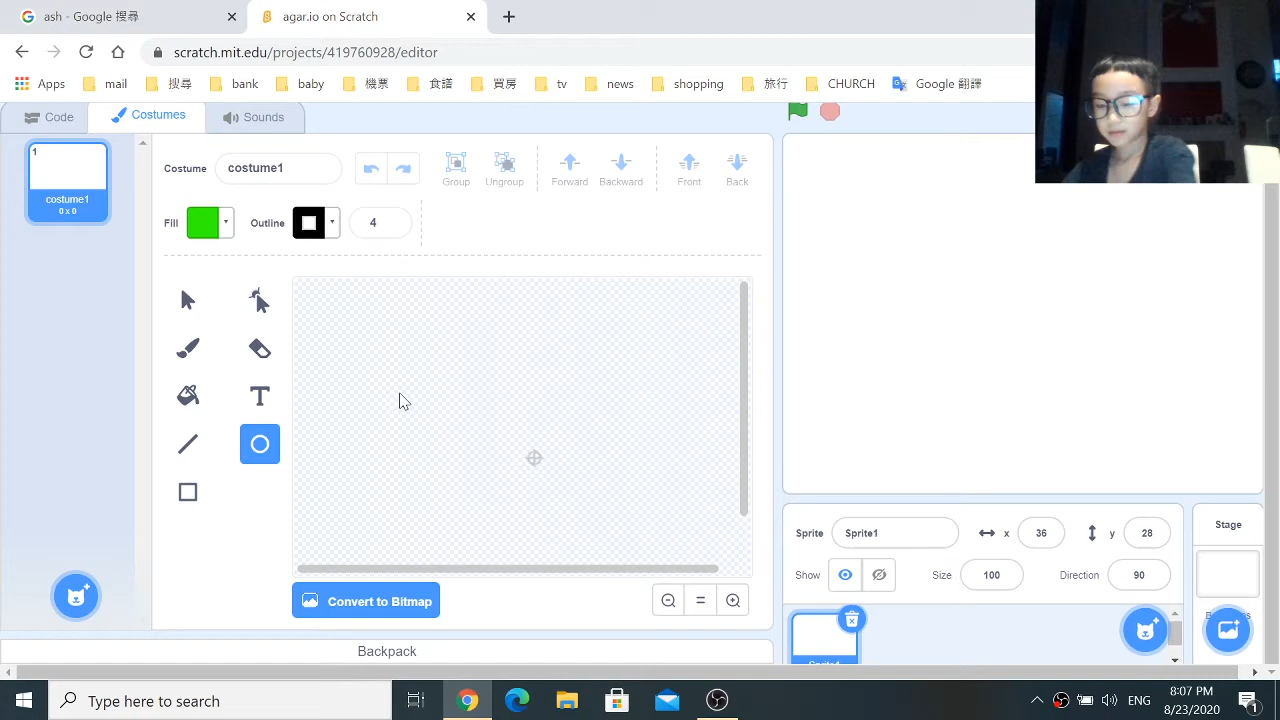 ash - Google 搜尋
agar.io on Scratch
scratch.mit.edu/projects/419760928/editor
Apps mail 搜尋 bank baby 機票 食譜 買房 tv news shopping 旅行 CHURCH Google 翻譯
Code Costumes Sounds
1
costume1
0 x 0
Costume costume1
Group Ungroup Forward Backward Front Back
Fill Outline 4
T
Convert to Bitmap
Backpack
Sprite Sprite1 x 36 y 28
Show Size 100 Direction 90
Stage
Sprite1
Type here to search
ENG
8:07 PM
8/23/2020
1